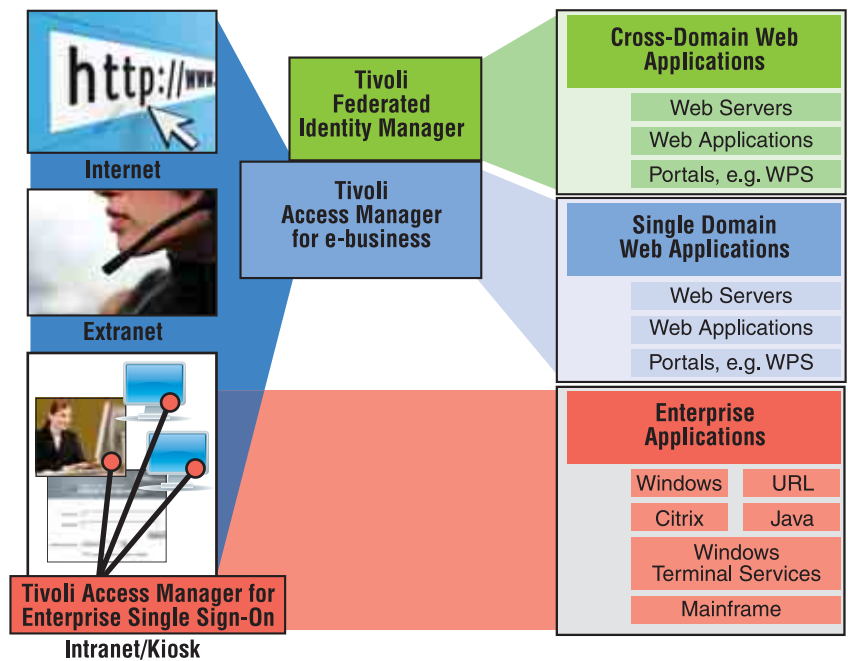 http://www.
Internet
Extranet
Tivoli Access Manager for
Enterprise Single Sign-On
Intranet/Kiosk
Tivoli
Federated
Identity Manager
Tivoli
Access Manager
for e-business
Cross-Domain Web
Applications
Web Servers
Web Applications
Portals, e.g. WPS
Single Domain
Web Applications
Web Servers
Web Applications
Portals, e.g. WPS
Enterprise
Applications
Windows
URL
Citrix
Java
Windows
Terminal Services
Mainframe